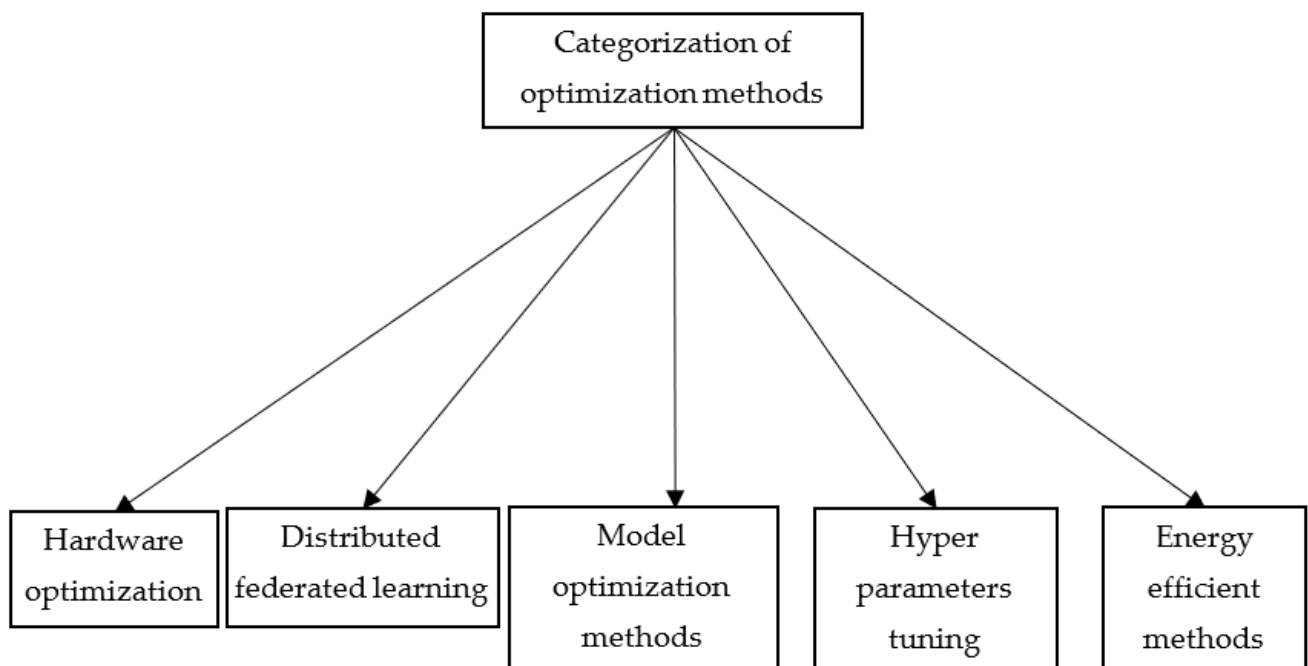 Categorization of
optimization methods
Hardware
optimization
Distributed
federated learning
Model
optimization
methods
Hyper
parameters
tuning
Energy
efficient
methods